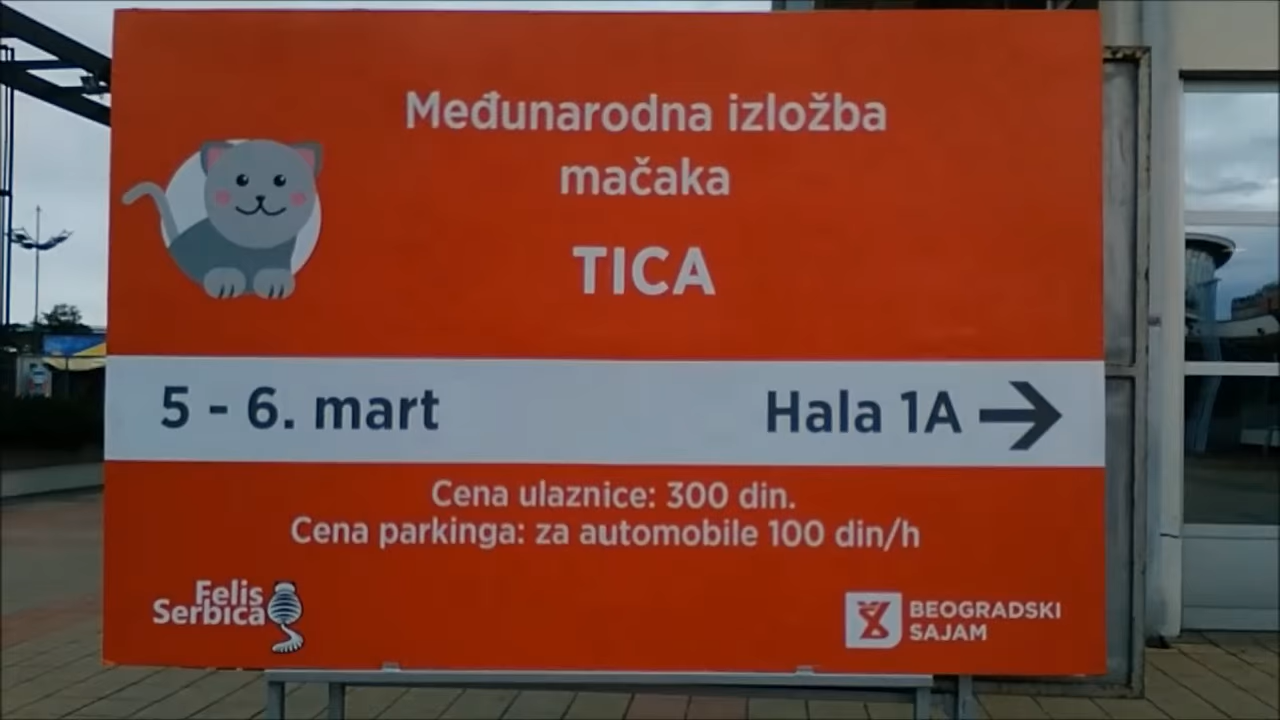 Međunarodna izložba
mačaka
TICA
5 - 6. mart
Hala 1A
Cena ulaznice: 300 din.
Cena parkinga: za automobile 100 din/h
Felis
Serbica
BEOGRADSKI
SAJAM